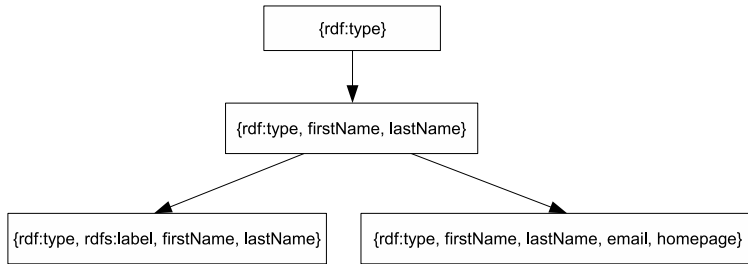 {rdf:type}
{rdf:type, firstName, lastName}
{rdf:type, rdfs:label, firstName, lastName}
{rdf:type, firstName, lastName, email, homepage}